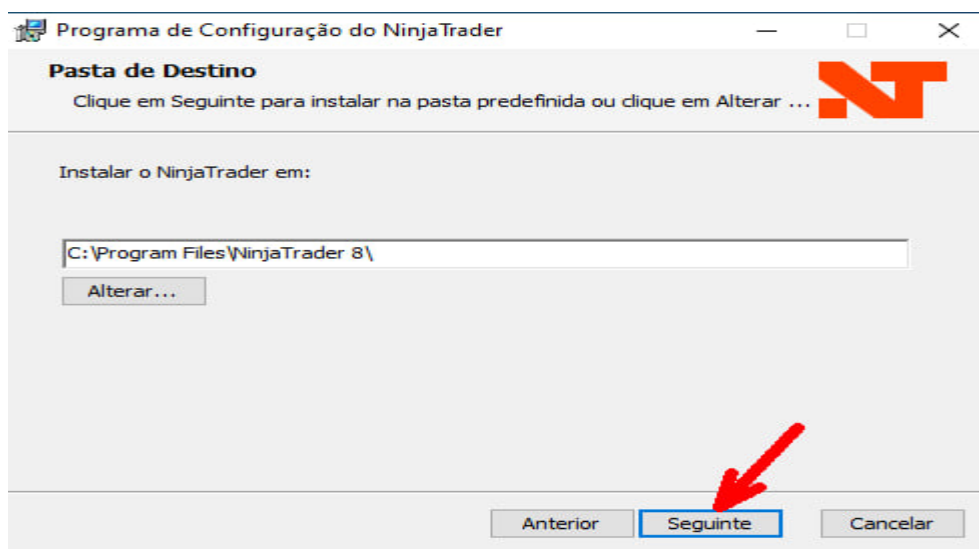 Programa de Configuração do NinjaTrader
Pasta de Destino
Clique em Seguinte para instalar na pasta predefinida ou clique em Alterar ...
Instalar o NinjaTrader em:
C:\Program Files\NinjaTrader 8\
Alterar...
Anterior Seguinte Cancelar